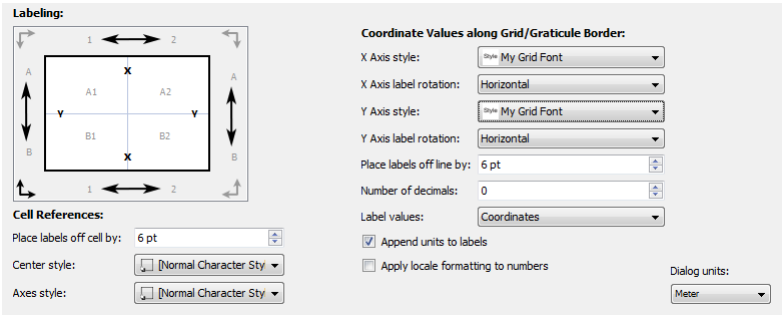 Labeling:
1 2
A
B
X
A1 A2
Y Y
B1 B2
X
A
B
1 2
Cell References:
Place labels off cell by: 6 pt
Center style: [Normal Character Sty
Axes style: [Normal Character Sty
Coordinate Values along Grid/Graticule Border:
X Axis style: Style My Grid Font
X Axis label rotation: Horizontal
Y Axis style: Style My Grid Font
Y Axis label rotation: Horizontal
Place labels off line by: 6 pt
Number of decimals: 0
Label values: Coordinates
Append units to labels
Apply locale formatting to numbers
Dialog units:
Meter